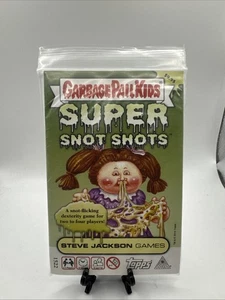 GARBAGE PAIL KIDS
SUPER
SNOT SHOTS
A snot-flicking
dexterity game for
two to four players!
STEVE JACKSON GAMES
TOPPS